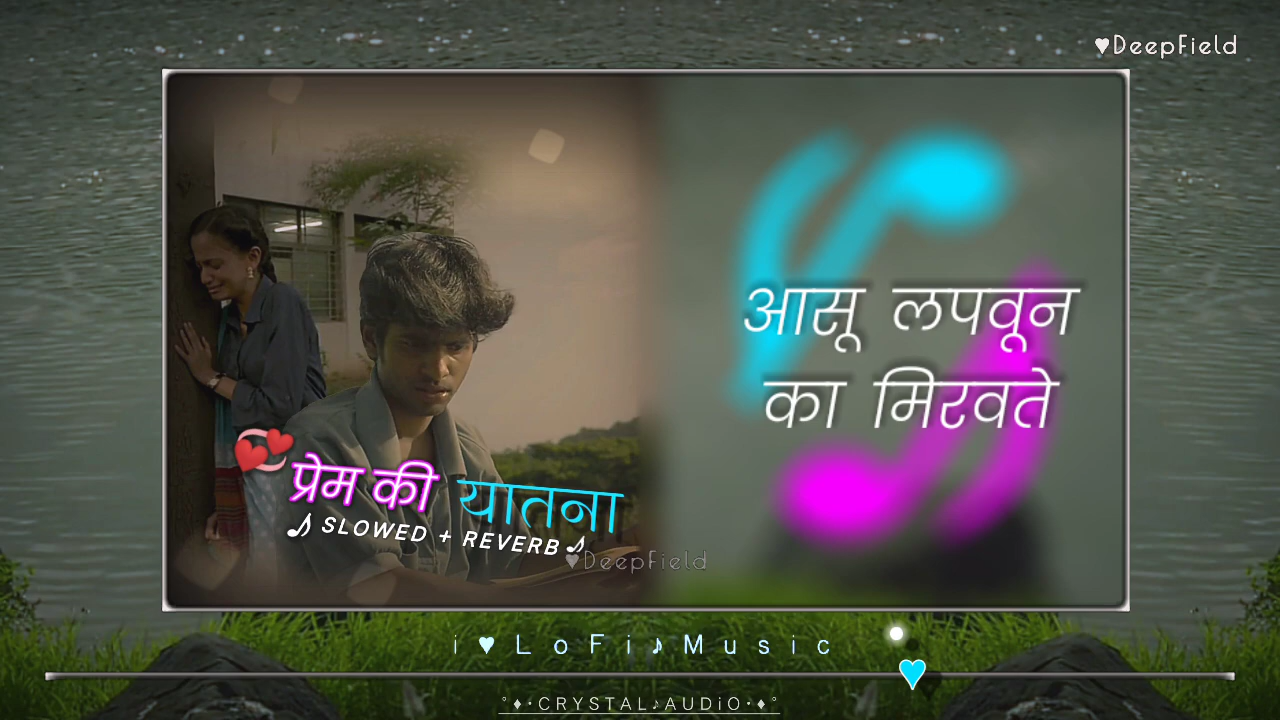 ♥DeepField
आसू लपवून
का मिरवते
💞प्रेम की यातना
♪ SLOWED + REVERB ♪
♥DeepField
i ♥ L o F i ♪ M u s i c
°♦･CRYSTAL♪AUDiO･♦°